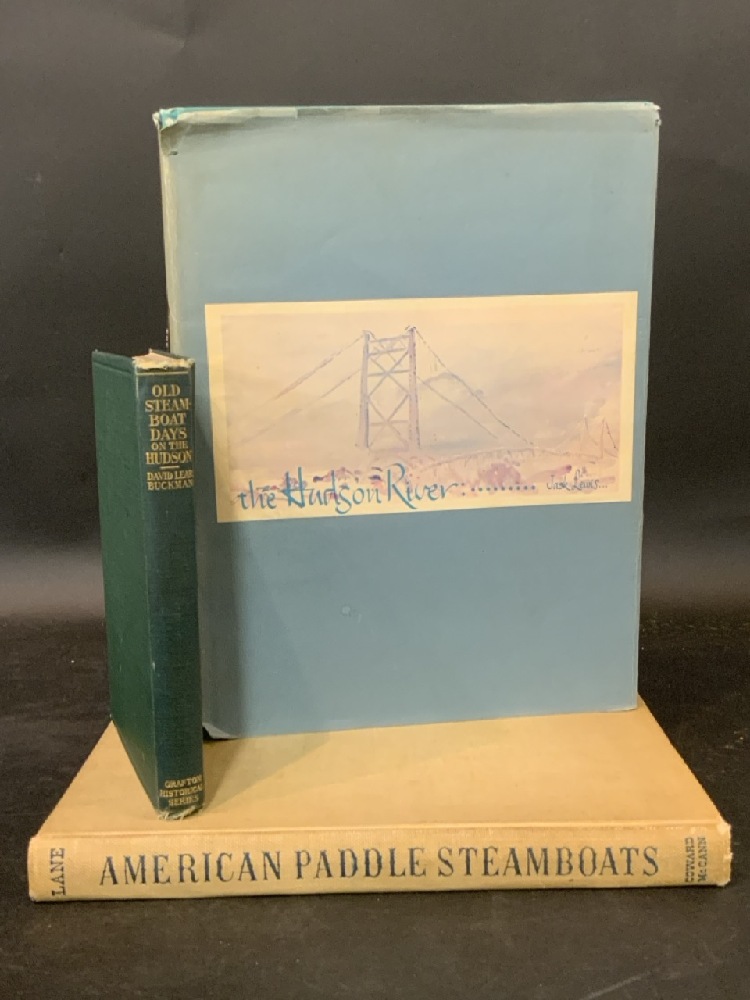 the Hudson River......... Jack Lewis...
OLD
STEAM-
BOAT
DAYS
ON THE
HUDSON
DAVID LEAR
BUCKMAN
GRAFTON
HISTORICAL
SERIES
LANE
AMERICAN PADDLE STEAMBOATS
COWARD
McCANN